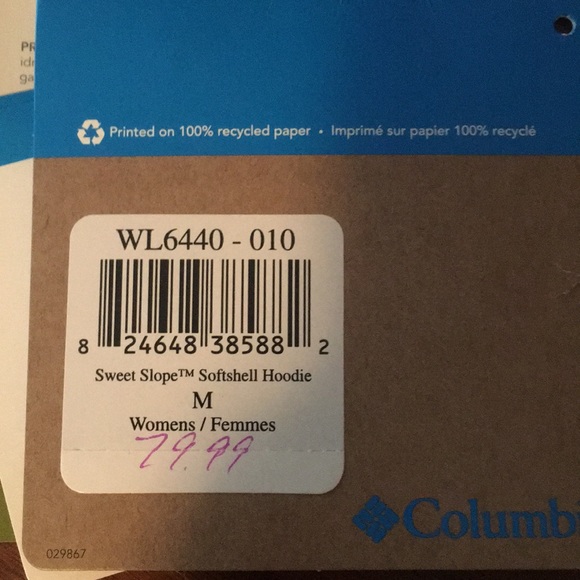 Printed on 100% recycled paper • Imprimé sur papier 100% recyclé
WL6440 - 010
8 24648 38588 2
Sweet Slope™ Softshell Hoodie
M
Womens / Femmes
79.99
Columbi
029867